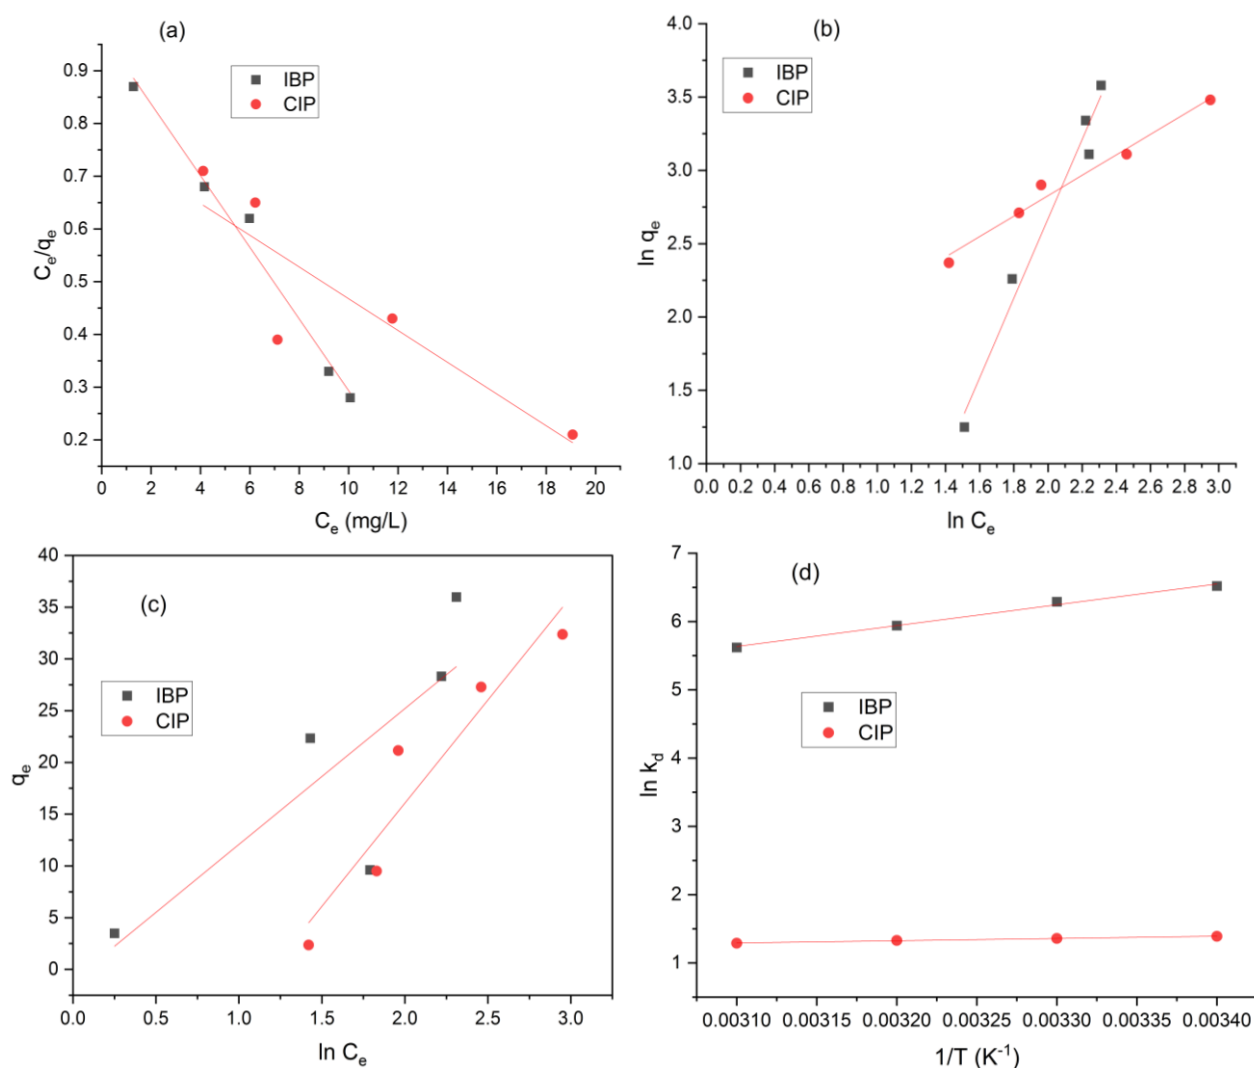 (a)
IBP
CIP
0.9
0.8
0.7
0.6
0.5
0.4
0.3
0.2
Ce/qe
0 2 4 6 8 10 12 14 16 18 20
Ce (mg/L)
(b)
IBP
CIP
4.0
3.5
3.0
2.5
2.0
1.5
1.0
ln qe
0.0 0.2 0.4 0.6 0.8 1.0 1.2 1.4 1.6 1.8 2.0 2.2 2.4 2.6 2.8 3.0
ln Ce
(c)
IBP
CIP
40
35
30
25
20
15
10
5
0
qe
0.0 0.5 1.0 1.5 2.0 2.5 3.0
ln Ce
(d)
IBP
CIP
7
6
5
4
3
2
1
ln kd
0.00310 0.00315 0.00320 0.00325 0.00330 0.00335 0.00340
1/T (K-1)